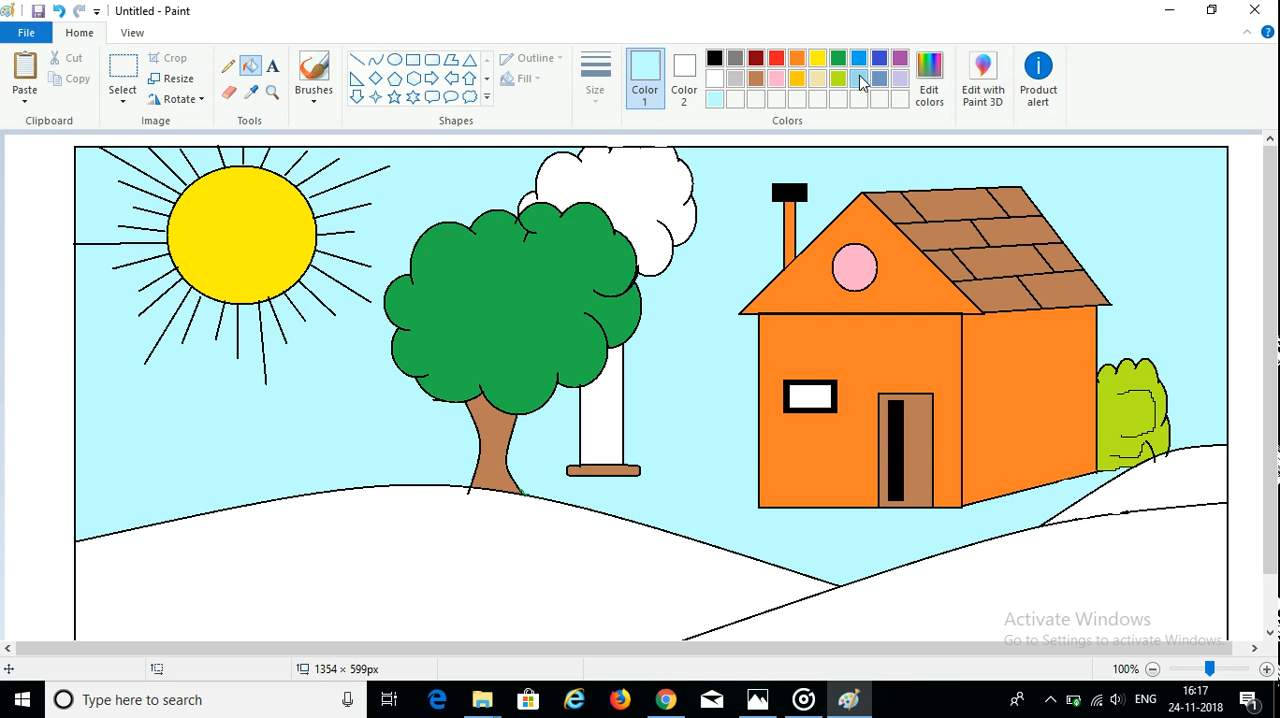 Untitled - Paint
File
Home
View
Paste
Cut
Copy
Clipboard
Select
Crop
Resize
Rotate
Image
A
Tools
Brushes
Outline
Fill
Shapes
Size
Color
1
Color
2
Colors
Edit
colors
Edit with
Paint 3D
Product
alert
Activate Windows
Go to Settings to activate Windows.
1354 × 599px
100%
Type here to search
ENG
16:17
24-11-2018
1